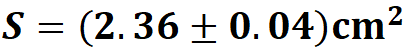 S = (2.36 ± 0.04)cm²